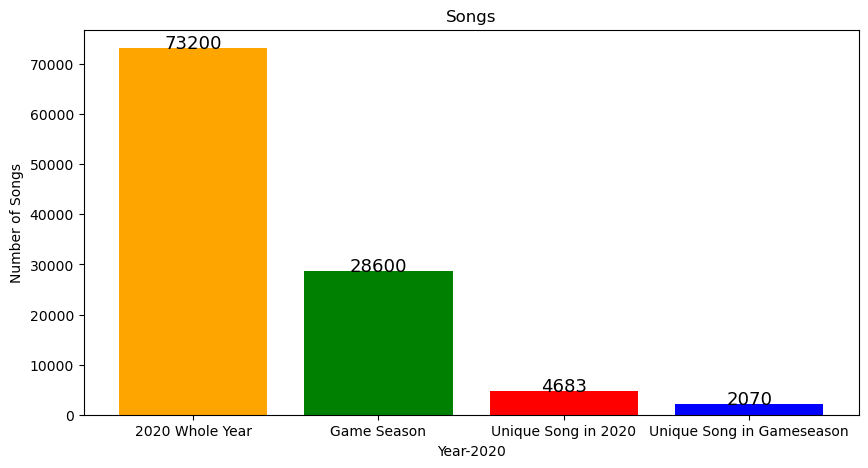 Songs
73200
70000
60000
50000
40000
30000
20000
10000
0
Number of Songs
28600
4683
2070
2020 Whole Year
Game Season
Unique Song in 2020
Unique Song in Gameseason
Year-2020